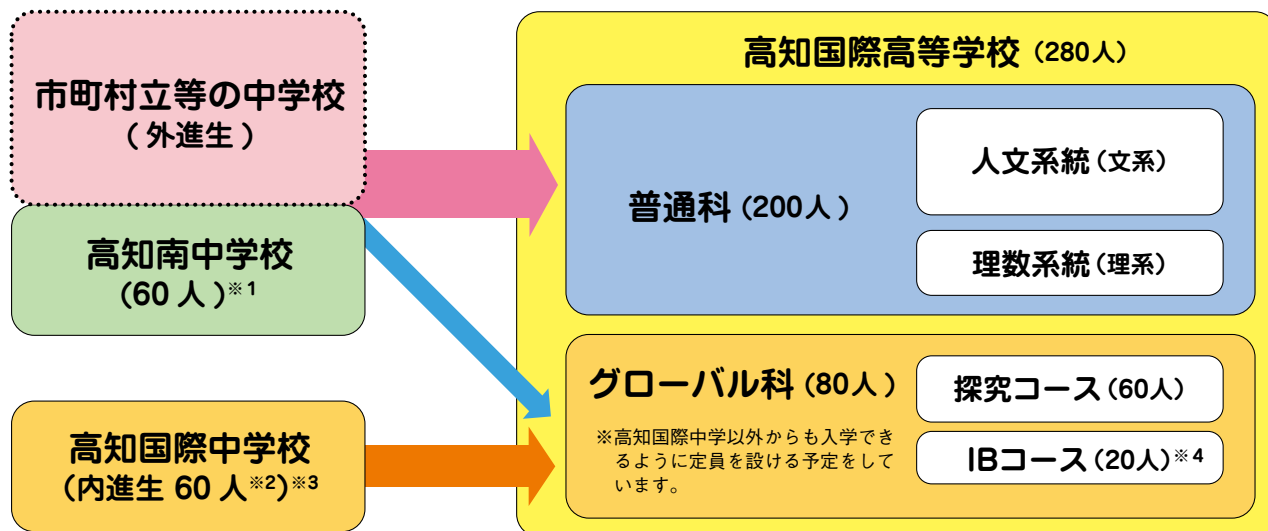 市町村立等の中学校
(外進生)
高知南中学校
(60人)※1
高知国際中学校
(内進生 60人※2)※3
高知国際高等学校(280人)
普通科(200人)
人文系統(文系)
理数系統(理系)
グローバル科(80人)
※高知国際中学以外からも入学でき
るように定員を設ける予定をして
います。
探究コース(60人)
IBコース(20人)※4